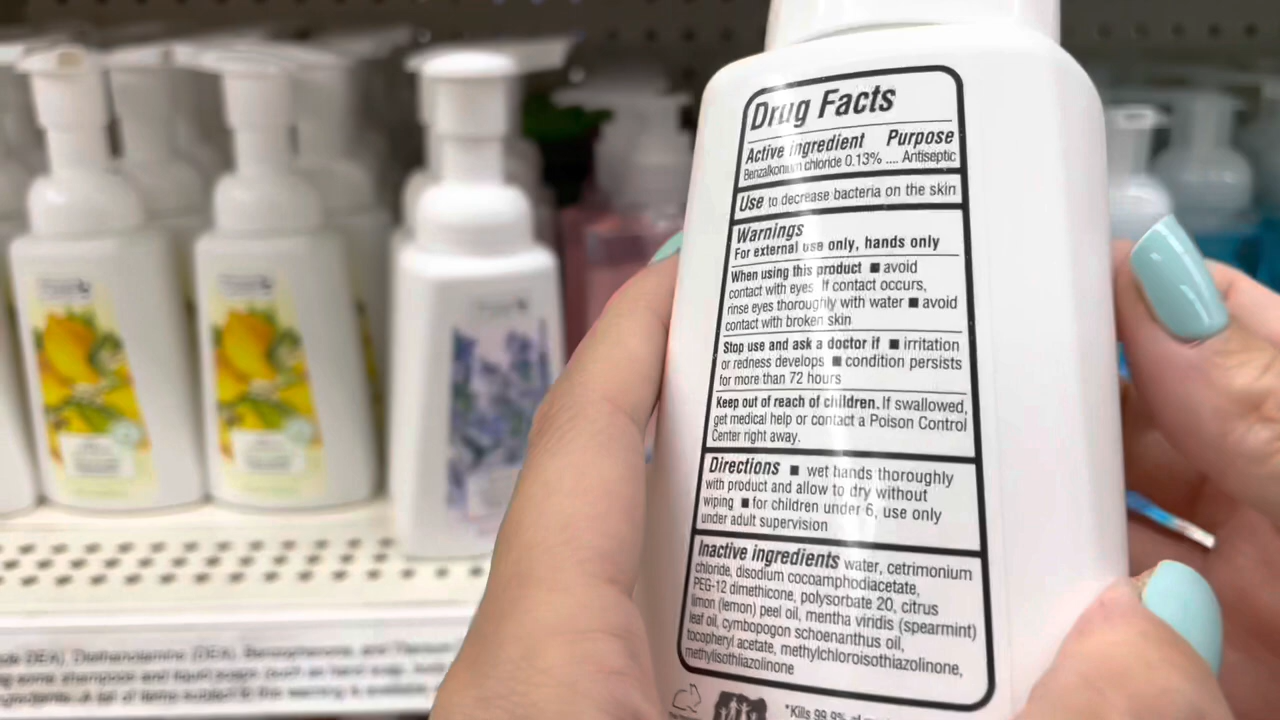 Drug Facts
Active ingredient Purpose
Benzalkonium chloride 0.13% .... Antiseptic
Use to decrease bacteria on the skin
Warnings
For external use only, hands only
When using this product ■ avoid
contact with eyes. If contact occurs,
rinse eyes thoroughly with water ■ avoid
contact with broken skin
Stop use and ask a doctor if ■ irritation
or redness develops ■ condition persists
for more than 72 hours
Keep out of reach of children. If swallowed,
get medical help or contact a Poison Control
Center right away.
Directions ■ wet hands thoroughly
with product and allow to dry without
wiping ■ for children under 6, use only
under adult supervision
Inactive ingredients water, cetrimonium
chloride, disodium cocoamphodiacetate,
PEG-12 dimethicone, polysorbate 20, citrus
limon (lemon) peel oil, mentha viridis (spearmint)
leaf oil, cymbopogon schoenanthus oil,
tocopheryl acetate, methylchloroisothiazolinone,
methylisothliazolinone
*Kills 99.9% of